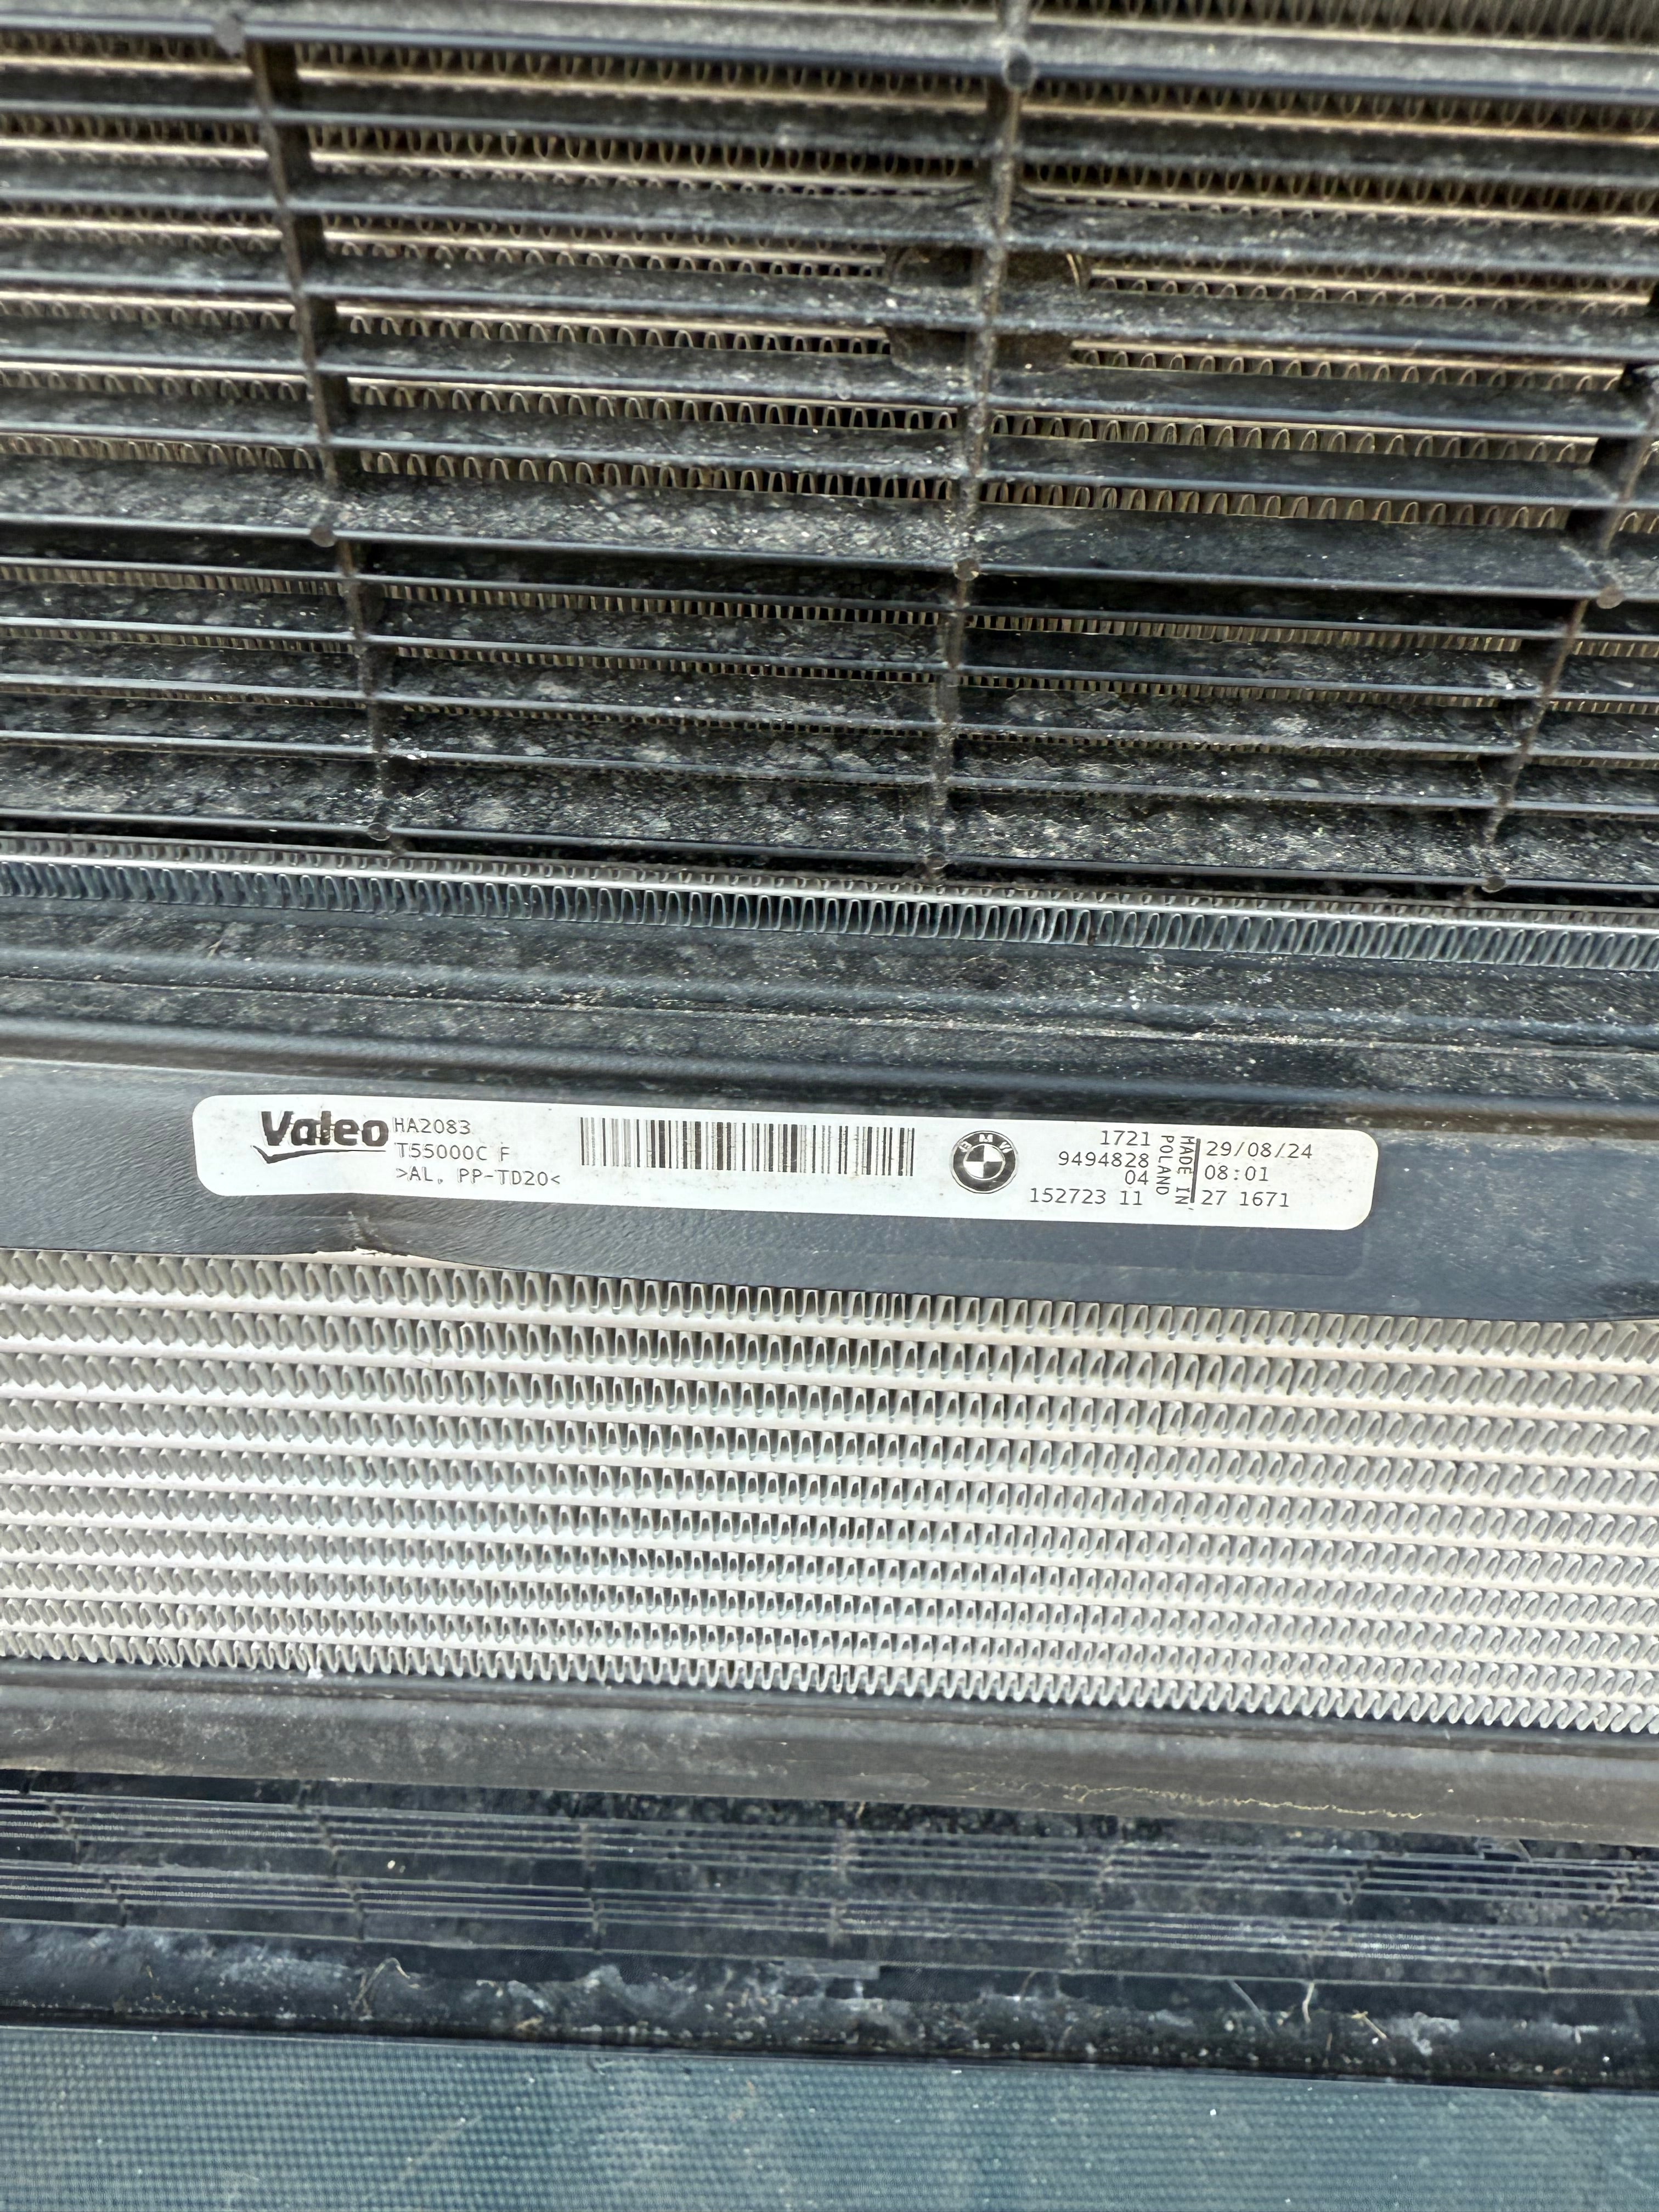 Valeo
HA2083
T55000C F
>AL, PP-TD20<
BMW
1721
9494828
04
152723 11
MADE IN
POLAND
29/08/24
08:01
27 1671